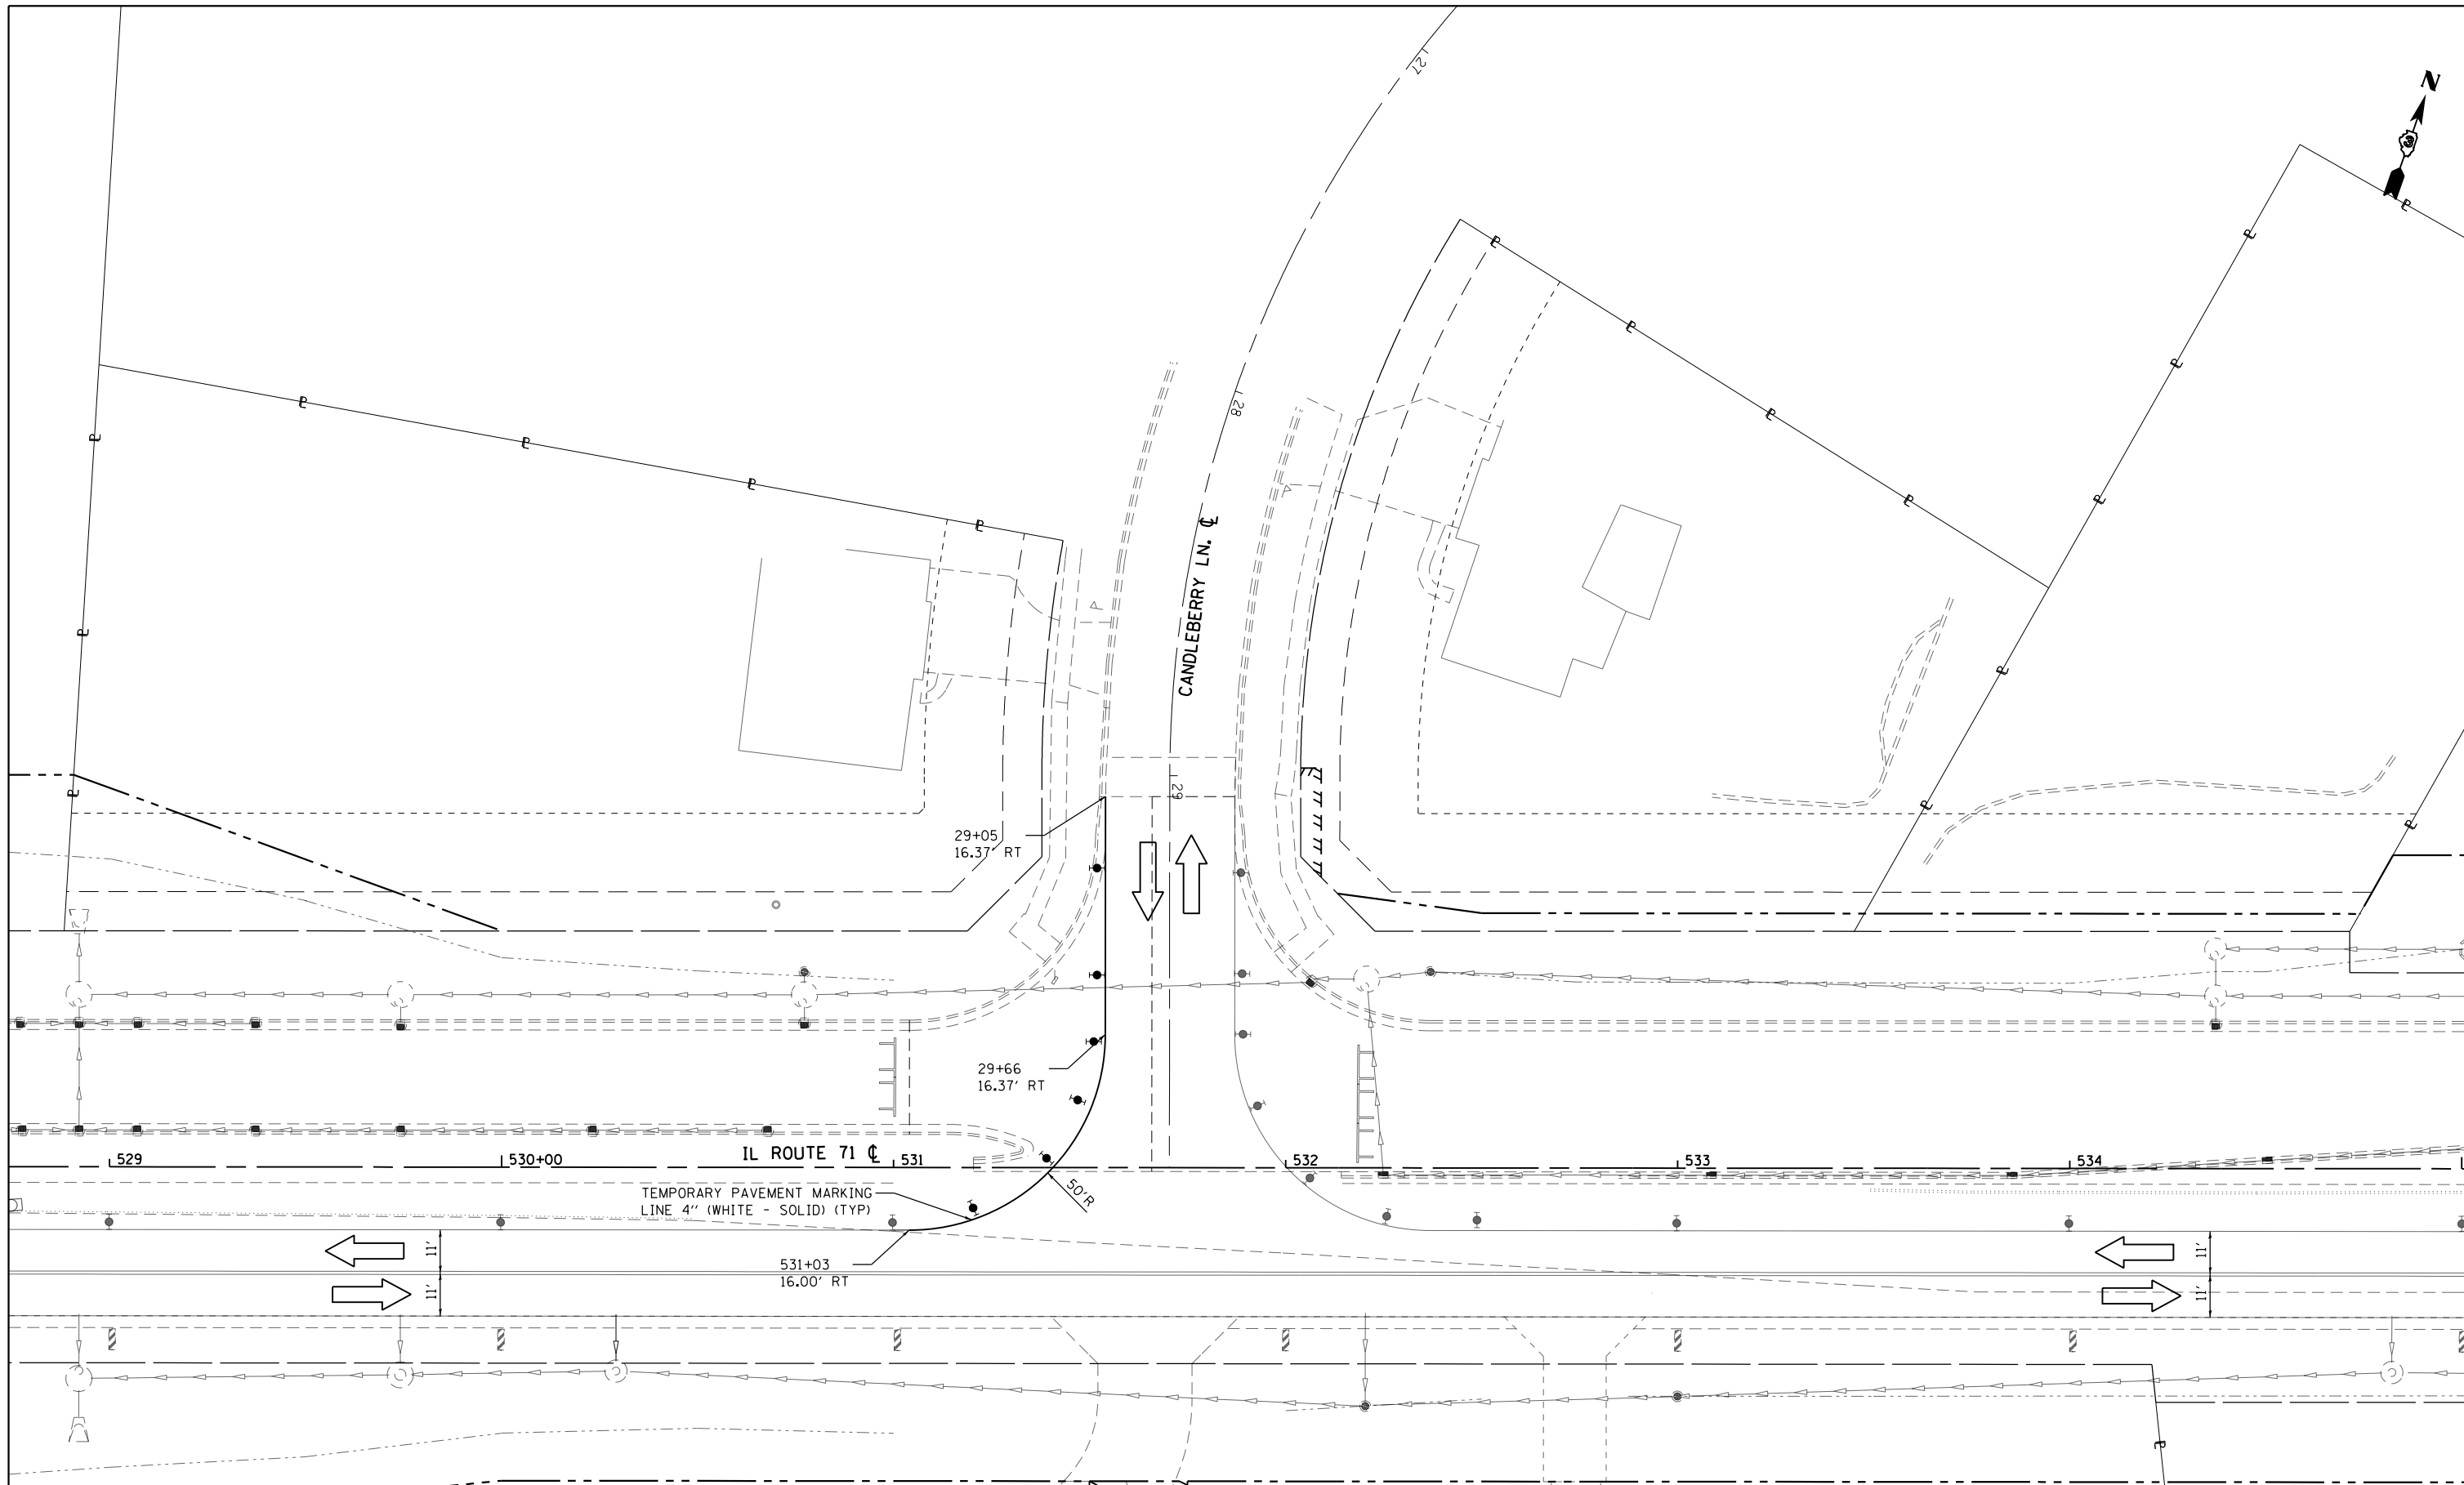 27
N
3
28
CANDLEBERRY LN. ℄
29
29+05
16.37' RT
29+66
16.37' RT
529
530+00
IL ROUTE 71 ℄
531
532
533
534
TEMPORARY PAVEMENT MARKING
LINE 4" (WHITE - SOLID) (TYP)
50'R
531+03
16.00' RT
11'
11'
11'
11'